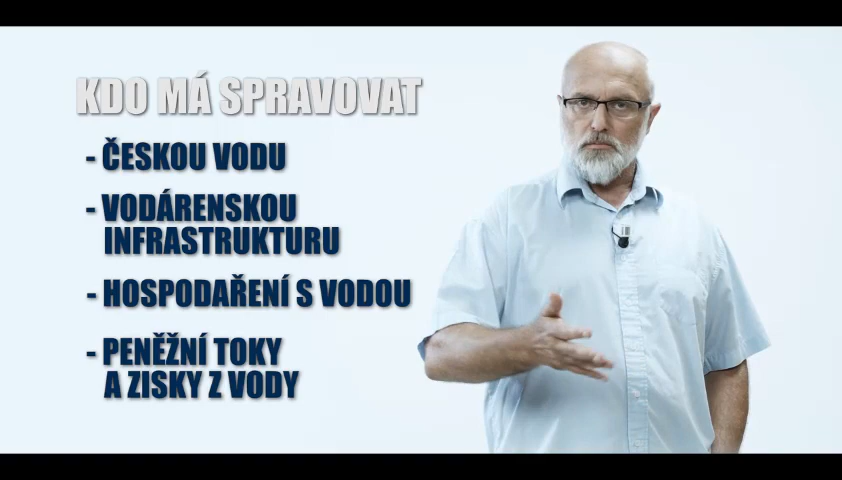 KDO MÁ SPRAVOVAT
- ČESKOU VODU
- VODÁRENSKOU
INFRASTRUKTURU
- HOSPODAŘENÍ S VODOU
- PENĚŽNÍ TOKY
A ZISKY Z VODY